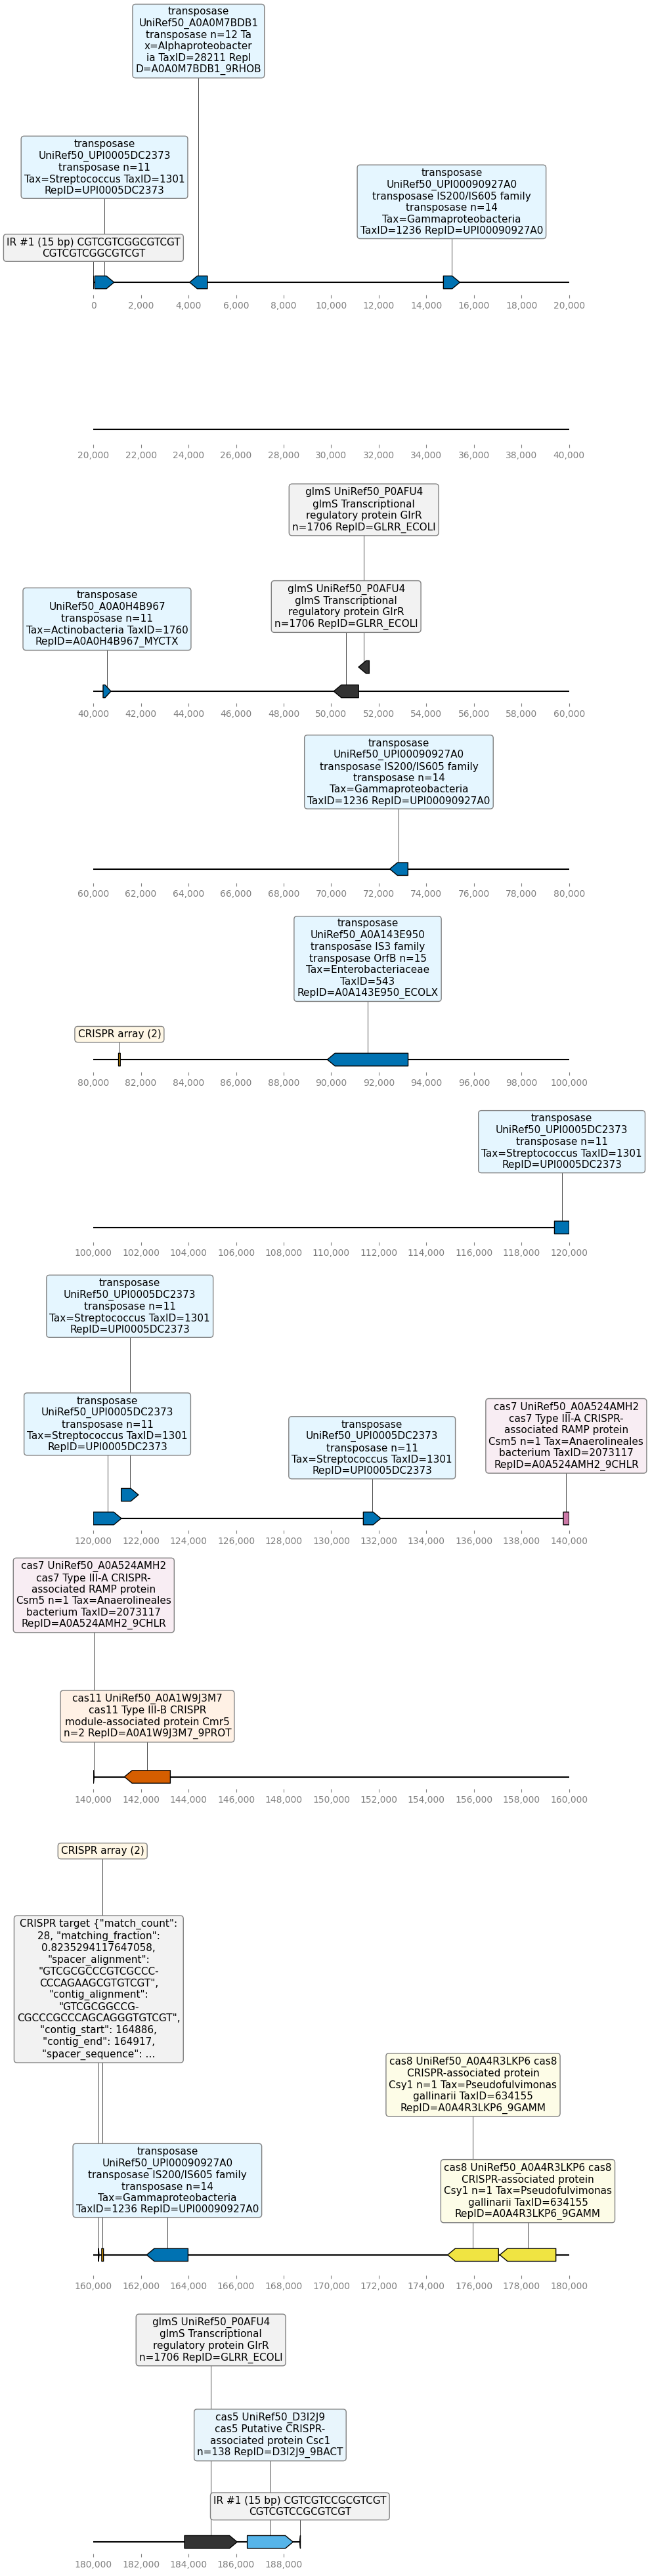 transposase
UniRef50_A0A0M7BDB1
transposase n=12 Ta
x=Alphaproteobacter
ia TaxID=28211 RepI
D=A0A0M7BDB1_9RHOB
transposase
UniRef50_UPI0005DC2373
transposase n=11
Tax=Streptococcus TaxID=1301
RepID=UPI0005DC2373
transposase
UniRef50_UPI00090927A0
transposase IS200/IS605 family
transposase n=14
Tax=Gammaproteobacteria
TaxID=1236 RepID=UPI00090927A0
IR #1 (15 bp) CGTCGTCGGCGTCGT
CGTCGTCGGCGTCGT
0 2,000 4,000 6,000 8,000 10,000 12,000 14,000 16,000 18,000 20,000
20,000 22,000 24,000 26,000 28,000 30,000 32,000 34,000 36,000 38,000 40,000
glmS UniRef50_P0AFU4
glmS Transcriptional
regulatory protein GlrR
n=1706 RepID=GLRR_ECOLI
glmS UniRef50_P0AFU4
glmS Transcriptional
regulatory protein GlrR
n=1706 RepID=GLRR_ECOLI
transposase
UniRef50_A0A0H4B967
transposase n=11
Tax=Actinobacteria TaxID=1760
RepID=A0A0H4B967_MYCTX
40,000 42,000 44,000 46,000 48,000 50,000 52,000 54,000 56,000 58,000 60,000
transposase
UniRef50_UPI00090927A0
transposase IS200/IS605 family
transposase n=14
Tax=Gammaproteobacteria
TaxID=1236 RepID=UPI00090927A0
60,000 62,000 64,000 66,000 68,000 70,000 72,000 74,000 76,000 78,000 80,000
transposase
UniRef50_A0A143E950
transposase IS3 family
transposase OrfB n=15
Tax=Enterobacteriaceae
TaxID=543
RepID=A0A143E950_ECOLX
CRISPR array (2)
80,000 82,000 84,000 86,000 88,000 90,000 92,000 94,000 96,000 98,000 100,000
transposase
UniRef50_UPI0005DC2373
transposase n=11
Tax=Streptococcus TaxID=1301
RepID=UPI0005DC2373
100,000 102,000 104,000 106,000 108,000 110,000 112,000 114,000 116,000 118,000 120,000
transposase
UniRef50_UPI0005DC2373
transposase n=11
Tax=Streptococcus TaxID=1301
RepID=UPI0005DC2373
transposase
UniRef50_UPI0005DC2373
transposase n=11
Tax=Streptococcus TaxID=1301
RepID=UPI0005DC2373
transposase
UniRef50_UPI0005DC2373
transposase n=11
Tax=Streptococcus TaxID=1301
RepID=UPI0005DC2373
cas7 UniRef50_A0A524AMH2
cas7 Type III-A CRISPR-
associated RAMP protein
Csm5 n=1 Tax=Anaerolineales
bacterium TaxID=2073117
RepID=A0A524AMH2_9CHLR
120,000 122,000 124,000 126,000 128,000 130,000 132,000 134,000 136,000 138,000 140,000
cas7 UniRef50_A0A524AMH2
cas7 Type III-A CRISPR-
associated RAMP protein
Csm5 n=1 Tax=Anaerolineales
bacterium TaxID=2073117
RepID=A0A524AMH2_9CHLR
cas11 UniRef50_A0A1W9J3M7
cas11 Type III-B CRISPR
module-associated protein Cmr5
n=2 RepID=A0A1W9J3M7_9PROT
140,000 142,000 144,000 146,000 148,000 150,000 152,000 154,000 156,000 158,000 160,000
CRISPR array (2)
CRISPR target {"match_count":
28, "matching_fraction":
0.8235294117647058,
"spacer_alignment":
"GTCGCGCCCGTCGCCC-
CCCAGAAGCGTGTCGT",
"contig_alignment":
"GTCGCGGCCG-
CGCCCGCCCAGCAGGGTGTCGT",
"contig_start": 164886,
"contig_end": 164917,
"spacer_sequence": ...
cas8 UniRef50_A0A4R3LKP6 cas8
CRISPR-associated protein
Csy1 n=1 Tax=Pseudofulvimonas
gallinarii TaxID=634155
RepID=A0A4R3LKP6_9GAMM
transposase
UniRef50_UPI00090927A0
transposase IS200/IS605 family
transposase n=14
Tax=Gammaproteobacteria
TaxID=1236 RepID=UPI00090927A0
cas8 UniRef50_A0A4R3LKP6 cas8
CRISPR-associated protein
Csy1 n=1 Tax=Pseudofulvimonas
gallinarii TaxID=634155
RepID=A0A4R3LKP6_9GAMM
160,000 162,000 164,000 166,000 168,000 170,000 172,000 174,000 176,000 178,000 180,000
glmS UniRef50_P0AFU4
glmS Transcriptional
regulatory protein GlrR
n=1706 RepID=GLRR_ECOLI
cas5 UniRef50_D3I2J9
cas5 Putative CRISPR-
associated protein Csc1
n=138 RepID=D3I2J9_9BACT
IR #1 (15 bp) CGTCGTCCGCGTCGT
CGTCGTCCGCGTCGT
180,000 182,000 184,000 186,000 188,000